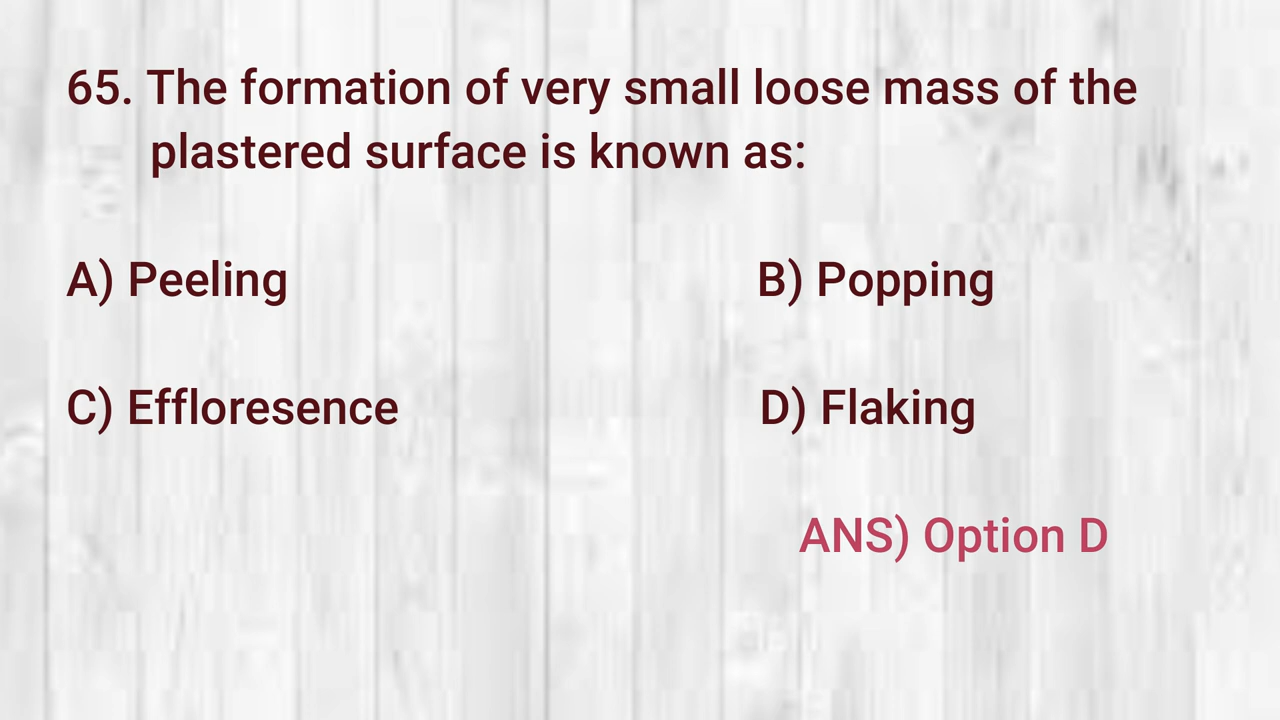 65. The formation of very small loose mass of the
plastered surface is known as:
A) Peeling
B) Popping
C) Effloresence
D) Flaking
ANS) Option D